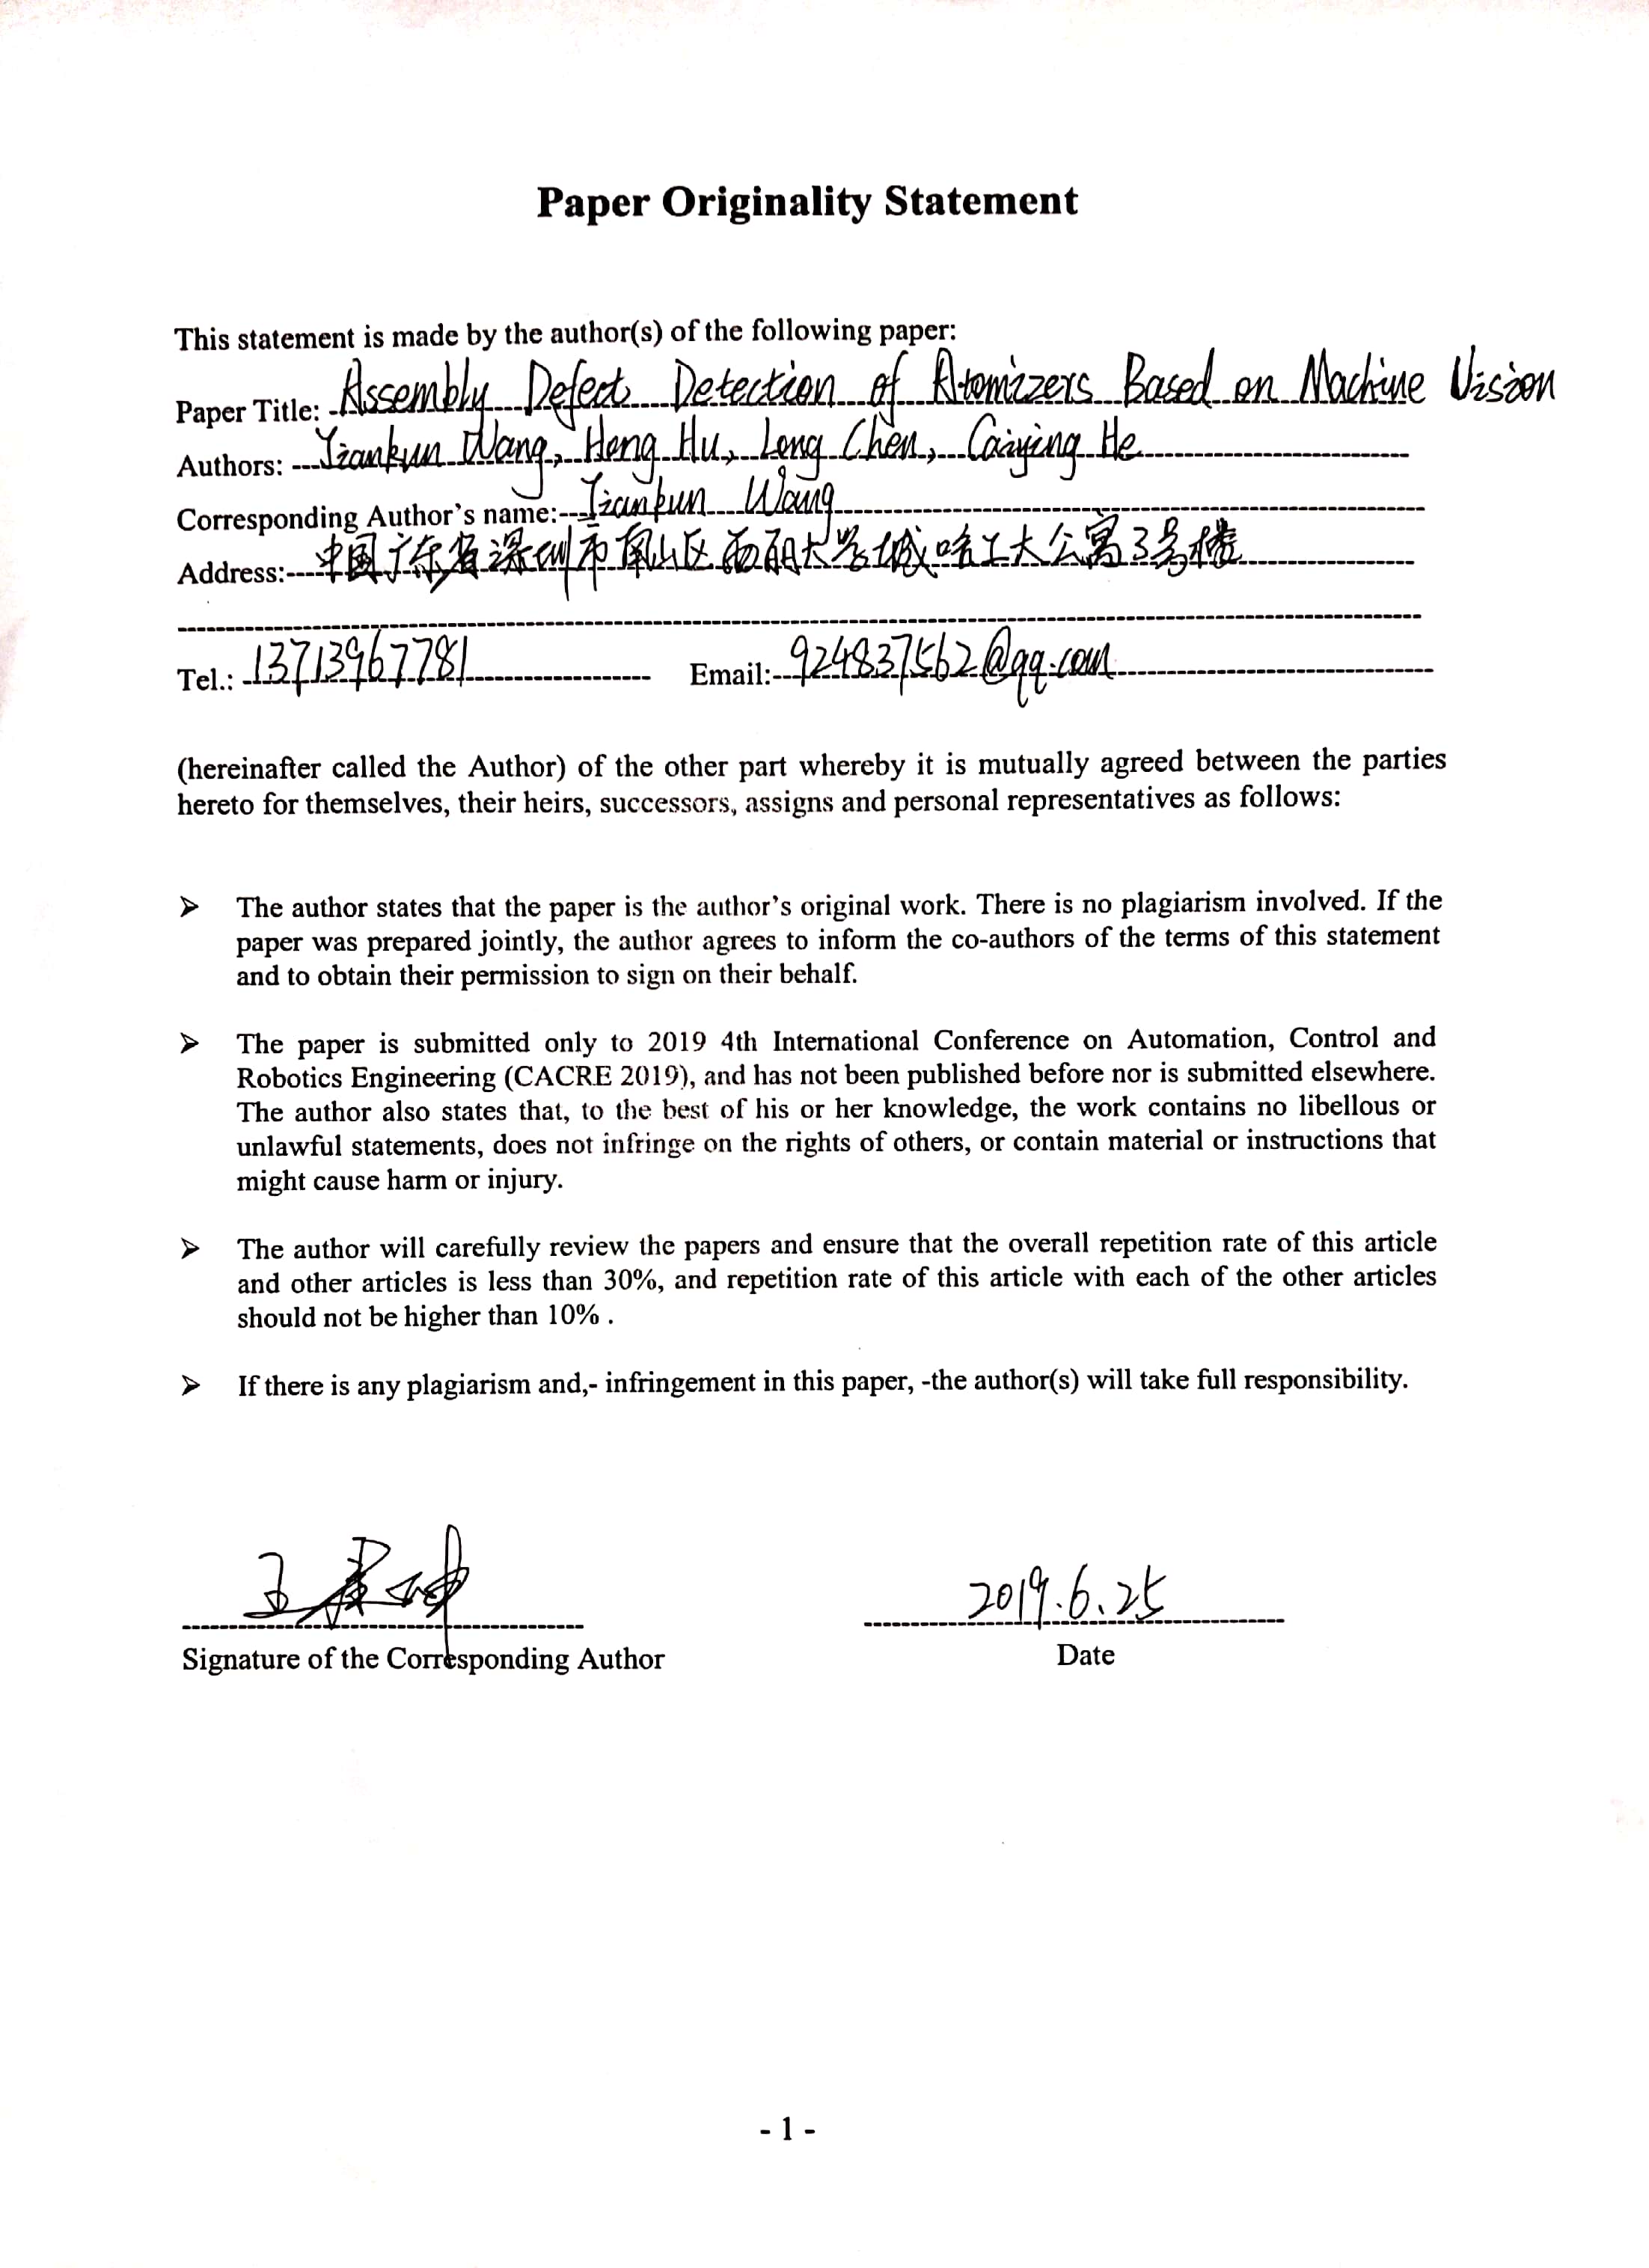 Paper Originality Statement
This statement is made by the author(s) of the following paper:
Paper Title: Assembly Defect Detection of Atomizzers Based on Machine Vision
Authors: Jiankun Wang, Heng Hu, Long Chen, Caiying He
Corresponding Author's name: Jiankun Wang
Address: 中国广东省深圳市南山区西丽大学城哈工大公寓3号楼
Tel.: 13713967781 Email: 924837562@qq.com
(hereinafter called the Author) of the other part whereby it is mutually agreed between the parties
hereto for themselves, their heirs, successors, assigns and personal representatives as follows:
➢ The author states that the paper is the author's original work. There is no plagiarism involved. If the
paper was prepared jointly, the author agrees to inform the co-authors of the terms of this statement
and to obtain their permission to sign on their behalf.
➢ The paper is submitted only to 2019 4th International Conference on Automation, Control and
Robotics Engineering (CACRE 2019), and has not been published before nor is submitted elsewhere.
The author also states that, to the best of his or her knowledge, the work contains no libellous or
unlawful statements, does not infringe on the rights of others, or contain material or instructions that
might cause harm or injury.
➢ The author will carefully review the papers and ensure that the overall repetition rate of this article
and other articles is less than 30%, and repetition rate of this article with each of the other articles
should not be higher than 10% .
➢ If there is any plagiarism and,- infringement in this paper, -the author(s) will take full responsibility.
2019.6.25
Signature of the Corresponding Author Date
- 1 -